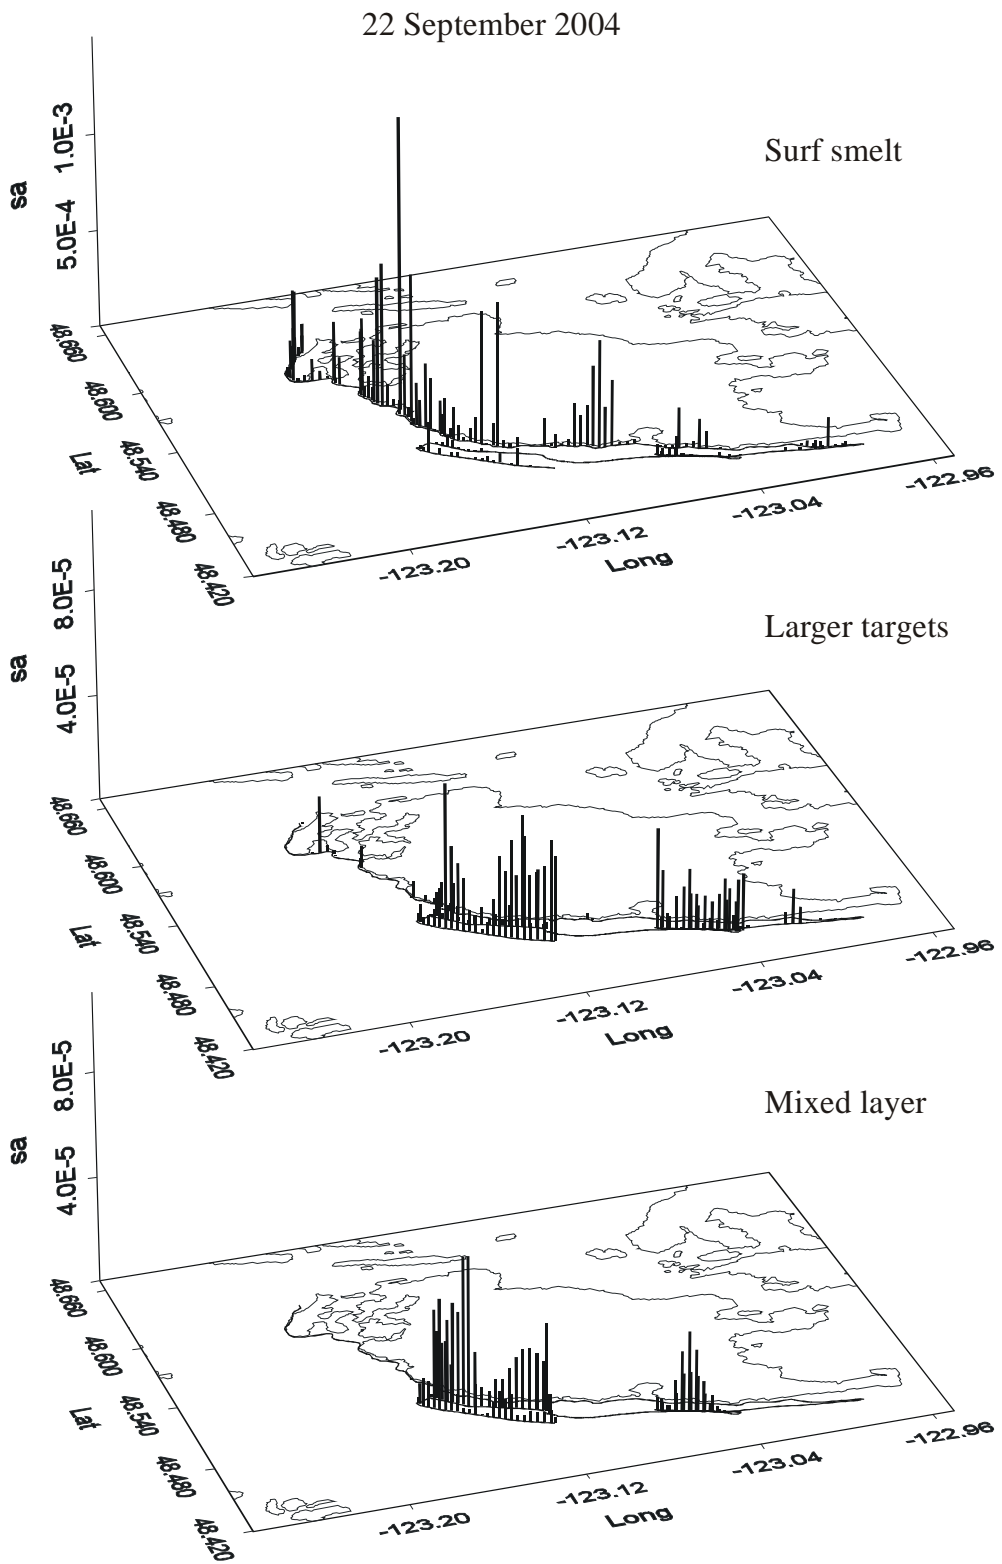 22 September 2004
Surf smelt
sa
1.0E-3
5.0E-4
48.660
48.600
48.540
48.480
48.420
Lat
-123.20
-123.12
-123.04
-122.96
Long
Larger targets
sa
8.0E-5
4.0E-5
48.660
48.600
48.540
48.480
48.420
Lat
-123.20
-123.12
-123.04
-122.96
Long
Mixed layer
sa
8.0E-5
4.0E-5
48.660
48.600
48.540
48.480
48.420
Lat
-123.20
-123.12
-123.04
-122.96
Long